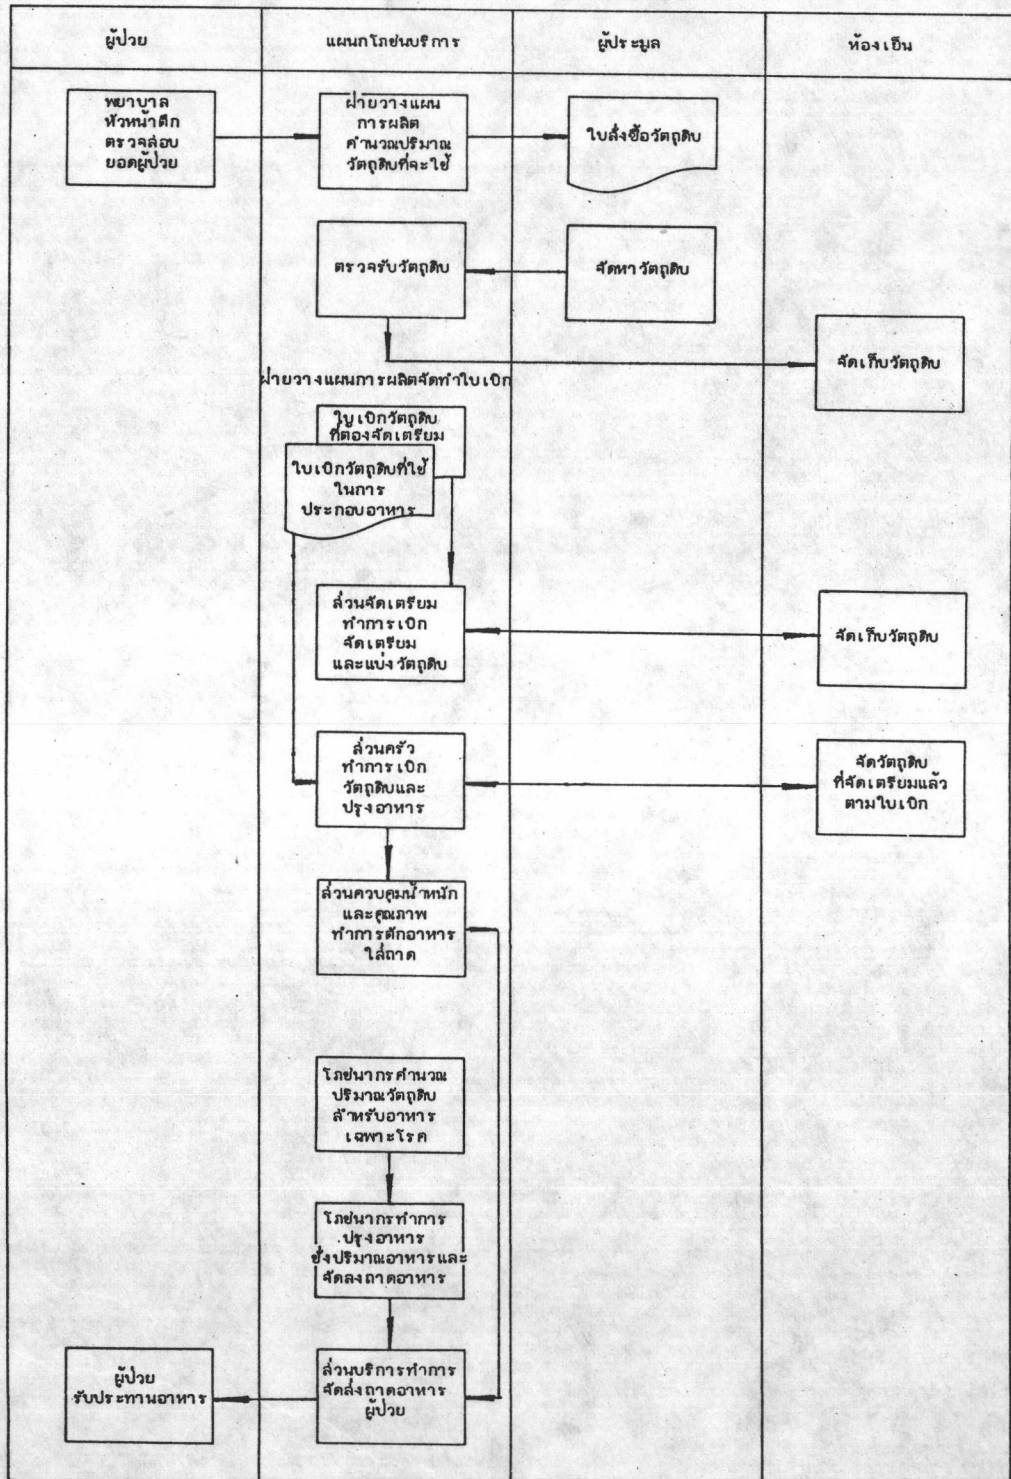 ผู้ป่วย
แผนกโภชนบริการ
ผู้ประมูล
ห้องเย็น
พยาบาล
หัวหน้าตึก
ตรวจสอบ
ยอดผู้ป่วย
ฝ่ายวางแผน
การผลิต
คำนวณปริมาณ
วัตถุดิบที่จะใช้
ใบสั่งซื้อวัตถุดิบ
ตรวจรับวัตถุดิบ
จัดหาวัตถุดิบ
จัดเก็บวัตถุดิบ
ฝ่ายวางแผนการผลิตจัดทำใบเบิก
ใบเบิกวัตถุดิบ
ที่ต้องจัดเตรียม
ใบเบิกวัตถุดิบที่ใช้
ในการ
ประกอบอาหาร
ส่วนจัดเตรียม
ทำการเบิก
จัดเตรียม
และแบ่งวัตถุดิบ
จัดเก็บวัตถุดิบ
ส่วนครัว
ทำการเบิก
วัตถุดิบและ
ปรุงอาหาร
จัดวัตถุดิบ
ที่จัดเตรียมแล้ว
ตามใบเบิก
ส่วนควบคุมน้ำหนัก
และคุณภาพ
ทำการตักอาหาร
ใส่ถาด
โภชนากรคำนวณ
ปริมาณวัตถุดิบ
สำหรับอาหาร
เฉพาะโรค
โภชนากรทำการ
ปรุงอาหาร
ชั่งปริมาณอาหารและ
จัดลงถาดอาหาร
ผู้ป่วย
รับประทานอาหาร
ส่วนบริการทำการ
จัดส่งถาดอาหาร
ผู้ป่วย